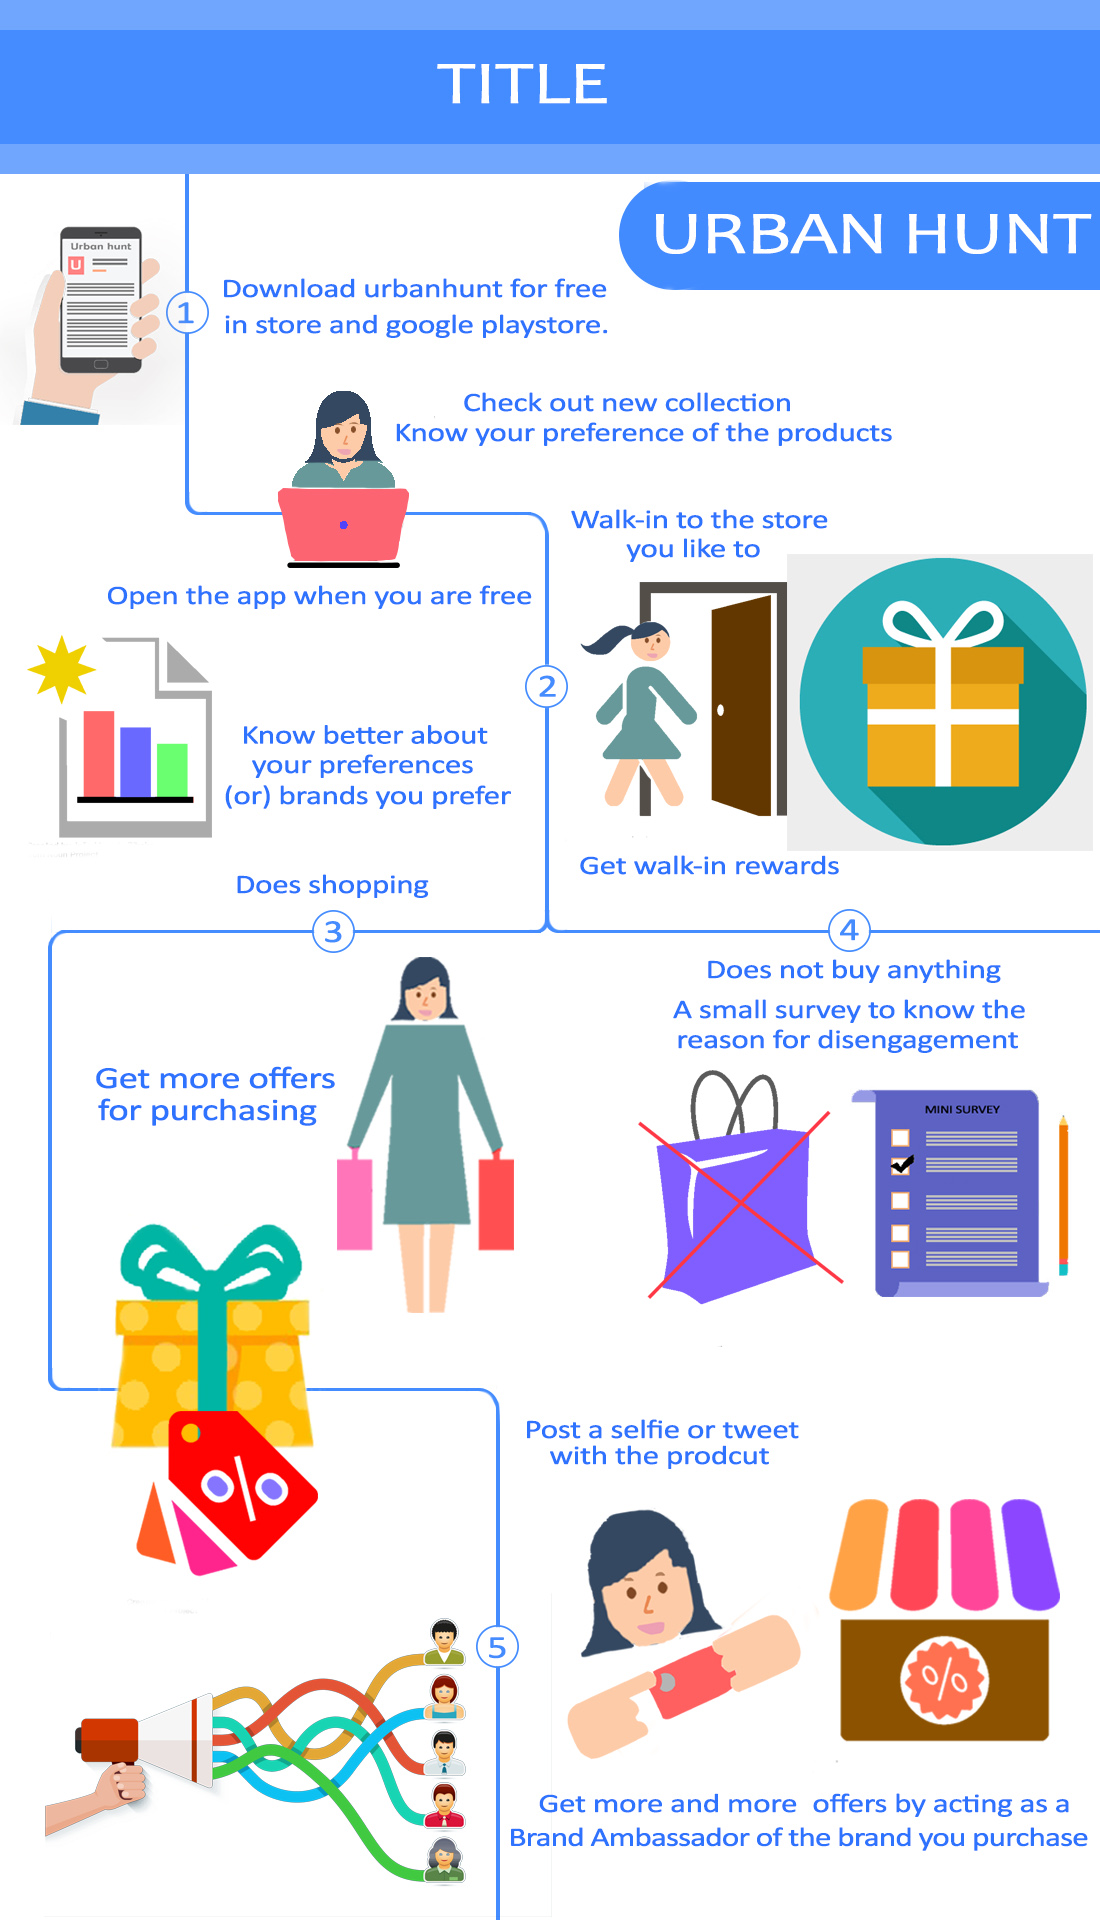 TITLE
URBAN HUNT
Urban hunt
U
1
Download urbanhunt for free
in store and google playstore.
Check out new collection
Know your preference of the products
Walk-in to the store
you like to
Open the app when you are free
2
Know better about
your preferences
(or) brands you prefer
Get walk-in rewards
Does shopping
3
4
Does not buy anything
A small survey to know the
reason for disengagement
Get more offers
for purchasing
MINI SURVEY
%
Post a selfie or tweet
with the prodcut
5
%
Get more and more offers by acting as a
Brand Ambassador of the brand you purchase